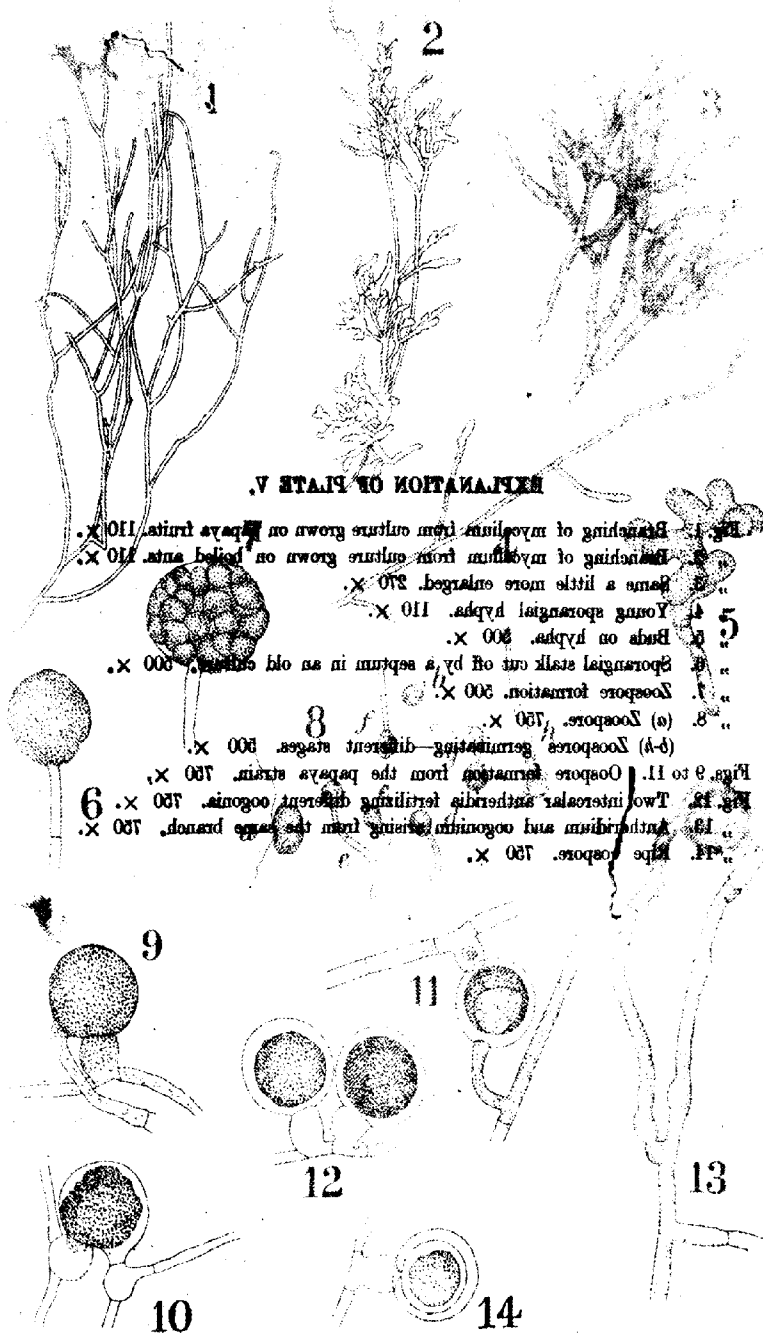 1
2
3
EXPLANATION OF PLATE V.
Fig. 1. Branching of mycelium from culture grown on papaya fruits. 110 ×.
„ 2. Branching of mycelium from culture grown on boiled ants. 110 ×.
„ 3. Same a little more enlarged. 270 ×.
„ 4. Young sporangial hypha. 110 ×.
„ 5. Buds on hypha. 500 ×.
„ 6. Sporangial stalk cut off by a septum in an old culture. 500 ×.
„ 7. Zoospore formation. 500 ×.
„ 8. (a) Zoospore. 750 ×.
(b-h) Zoospores germinating—different stages. 500 ×.
Figs. 9 to 11. Oospore formation from the papaya strain. 750 ×.
Fig. 12. Two intercalar antheridia fertilizing different oogonia. 750 ×.
„ 13. Antheridium and oogonium arising from the same branch. 750 ×.
„ 14. Ripe oospore. 750 ×.
4
7
5
8
f
6
9
11
12
13
10
14